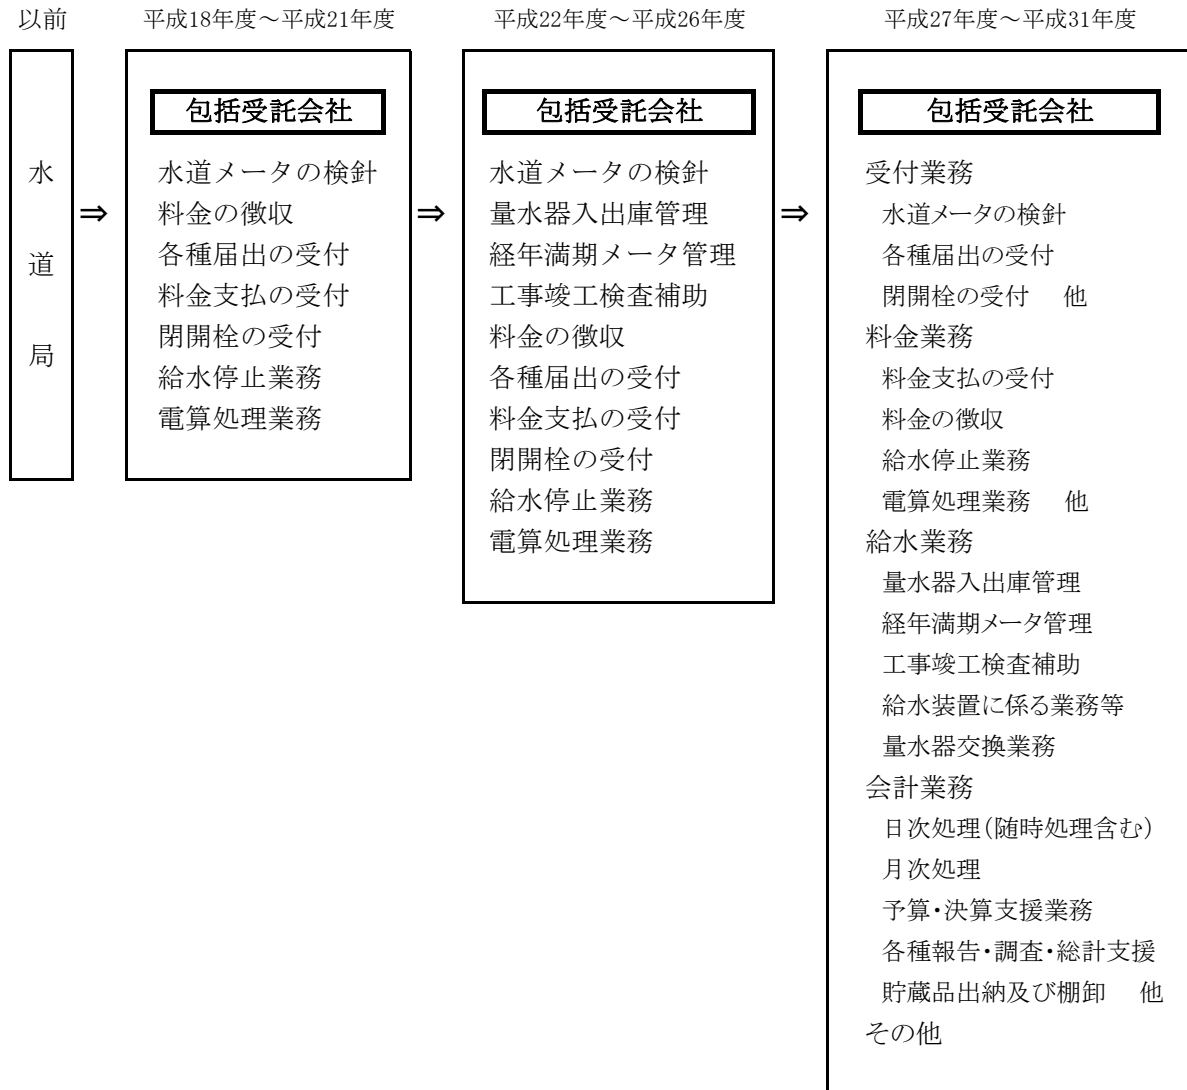 以前
平成18年度～平成21年度
平成22年度～平成26年度
平成27年度～平成31年度
水道局
⇒
包括受託会社
水道メータの検針
料金の徴収
各種届出の受付
料金支払の受付
閉開栓の受付
給水停止業務
電算処理業務
⇒
包括受託会社
水道メータの検針
量水器入出庫管理
経年満期メータ管理
工事竣工検査補助
料金の徴収
各種届出の受付
料金支払の受付
閉開栓の受付
給水停止業務
電算処理業務
⇒
包括受託会社
受付業務
水道メータの検針
各種届出の受付
閉開栓の受付 他
料金業務
料金支払の受付
料金の徴収
給水停止業務
電算処理業務 他
給水業務
量水器入出庫管理
経年満期メータ管理
工事竣工検査補助
給水装置に係る業務等
量水器交換業務
会計業務
日次処理(随時処理含む)
月次処理
予算・決算支援業務
各種報告・調査・総計支援
貯蔵品出納及び棚卸 他
その他